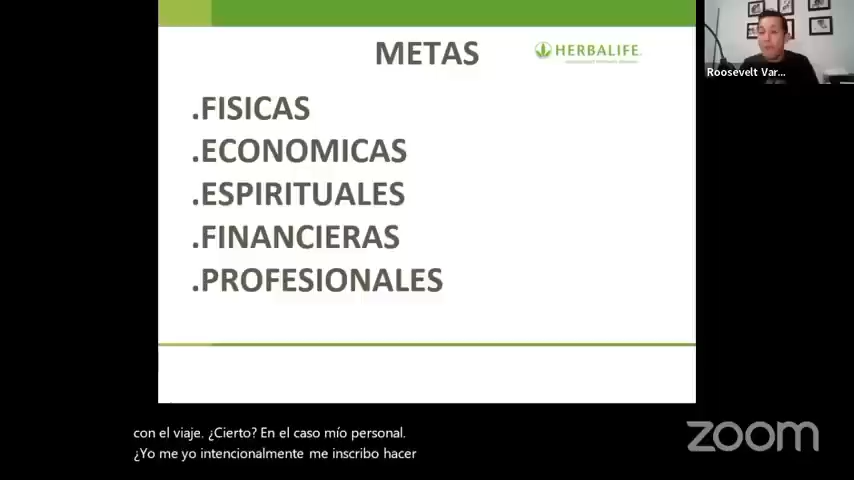 METAS
HERBALIFE
.FISICAS
.ECONOMICAS
.ESPIRITUALES
.FINANCIERAS
.PROFESIONALES
Roosevelt Var...
con el viaje. ¿Cierto? En el caso mío personal.
¿Yo me yo intencionalmente me inscribo hacer
zoom